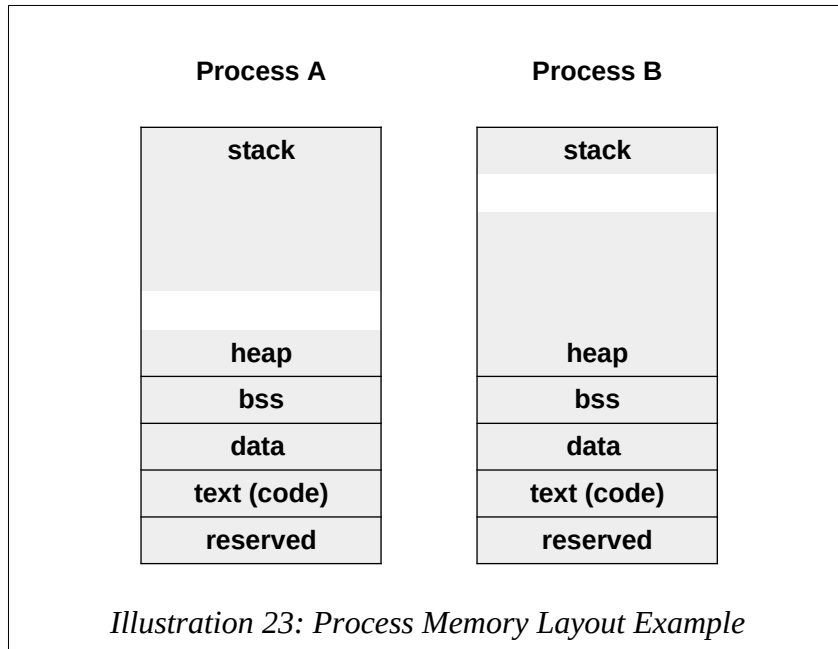 Process A Process B
stack stack
heap heap
bss bss
data data
text (code) text (code)
reserved reserved
Illustration 23: Process Memory Layout Example